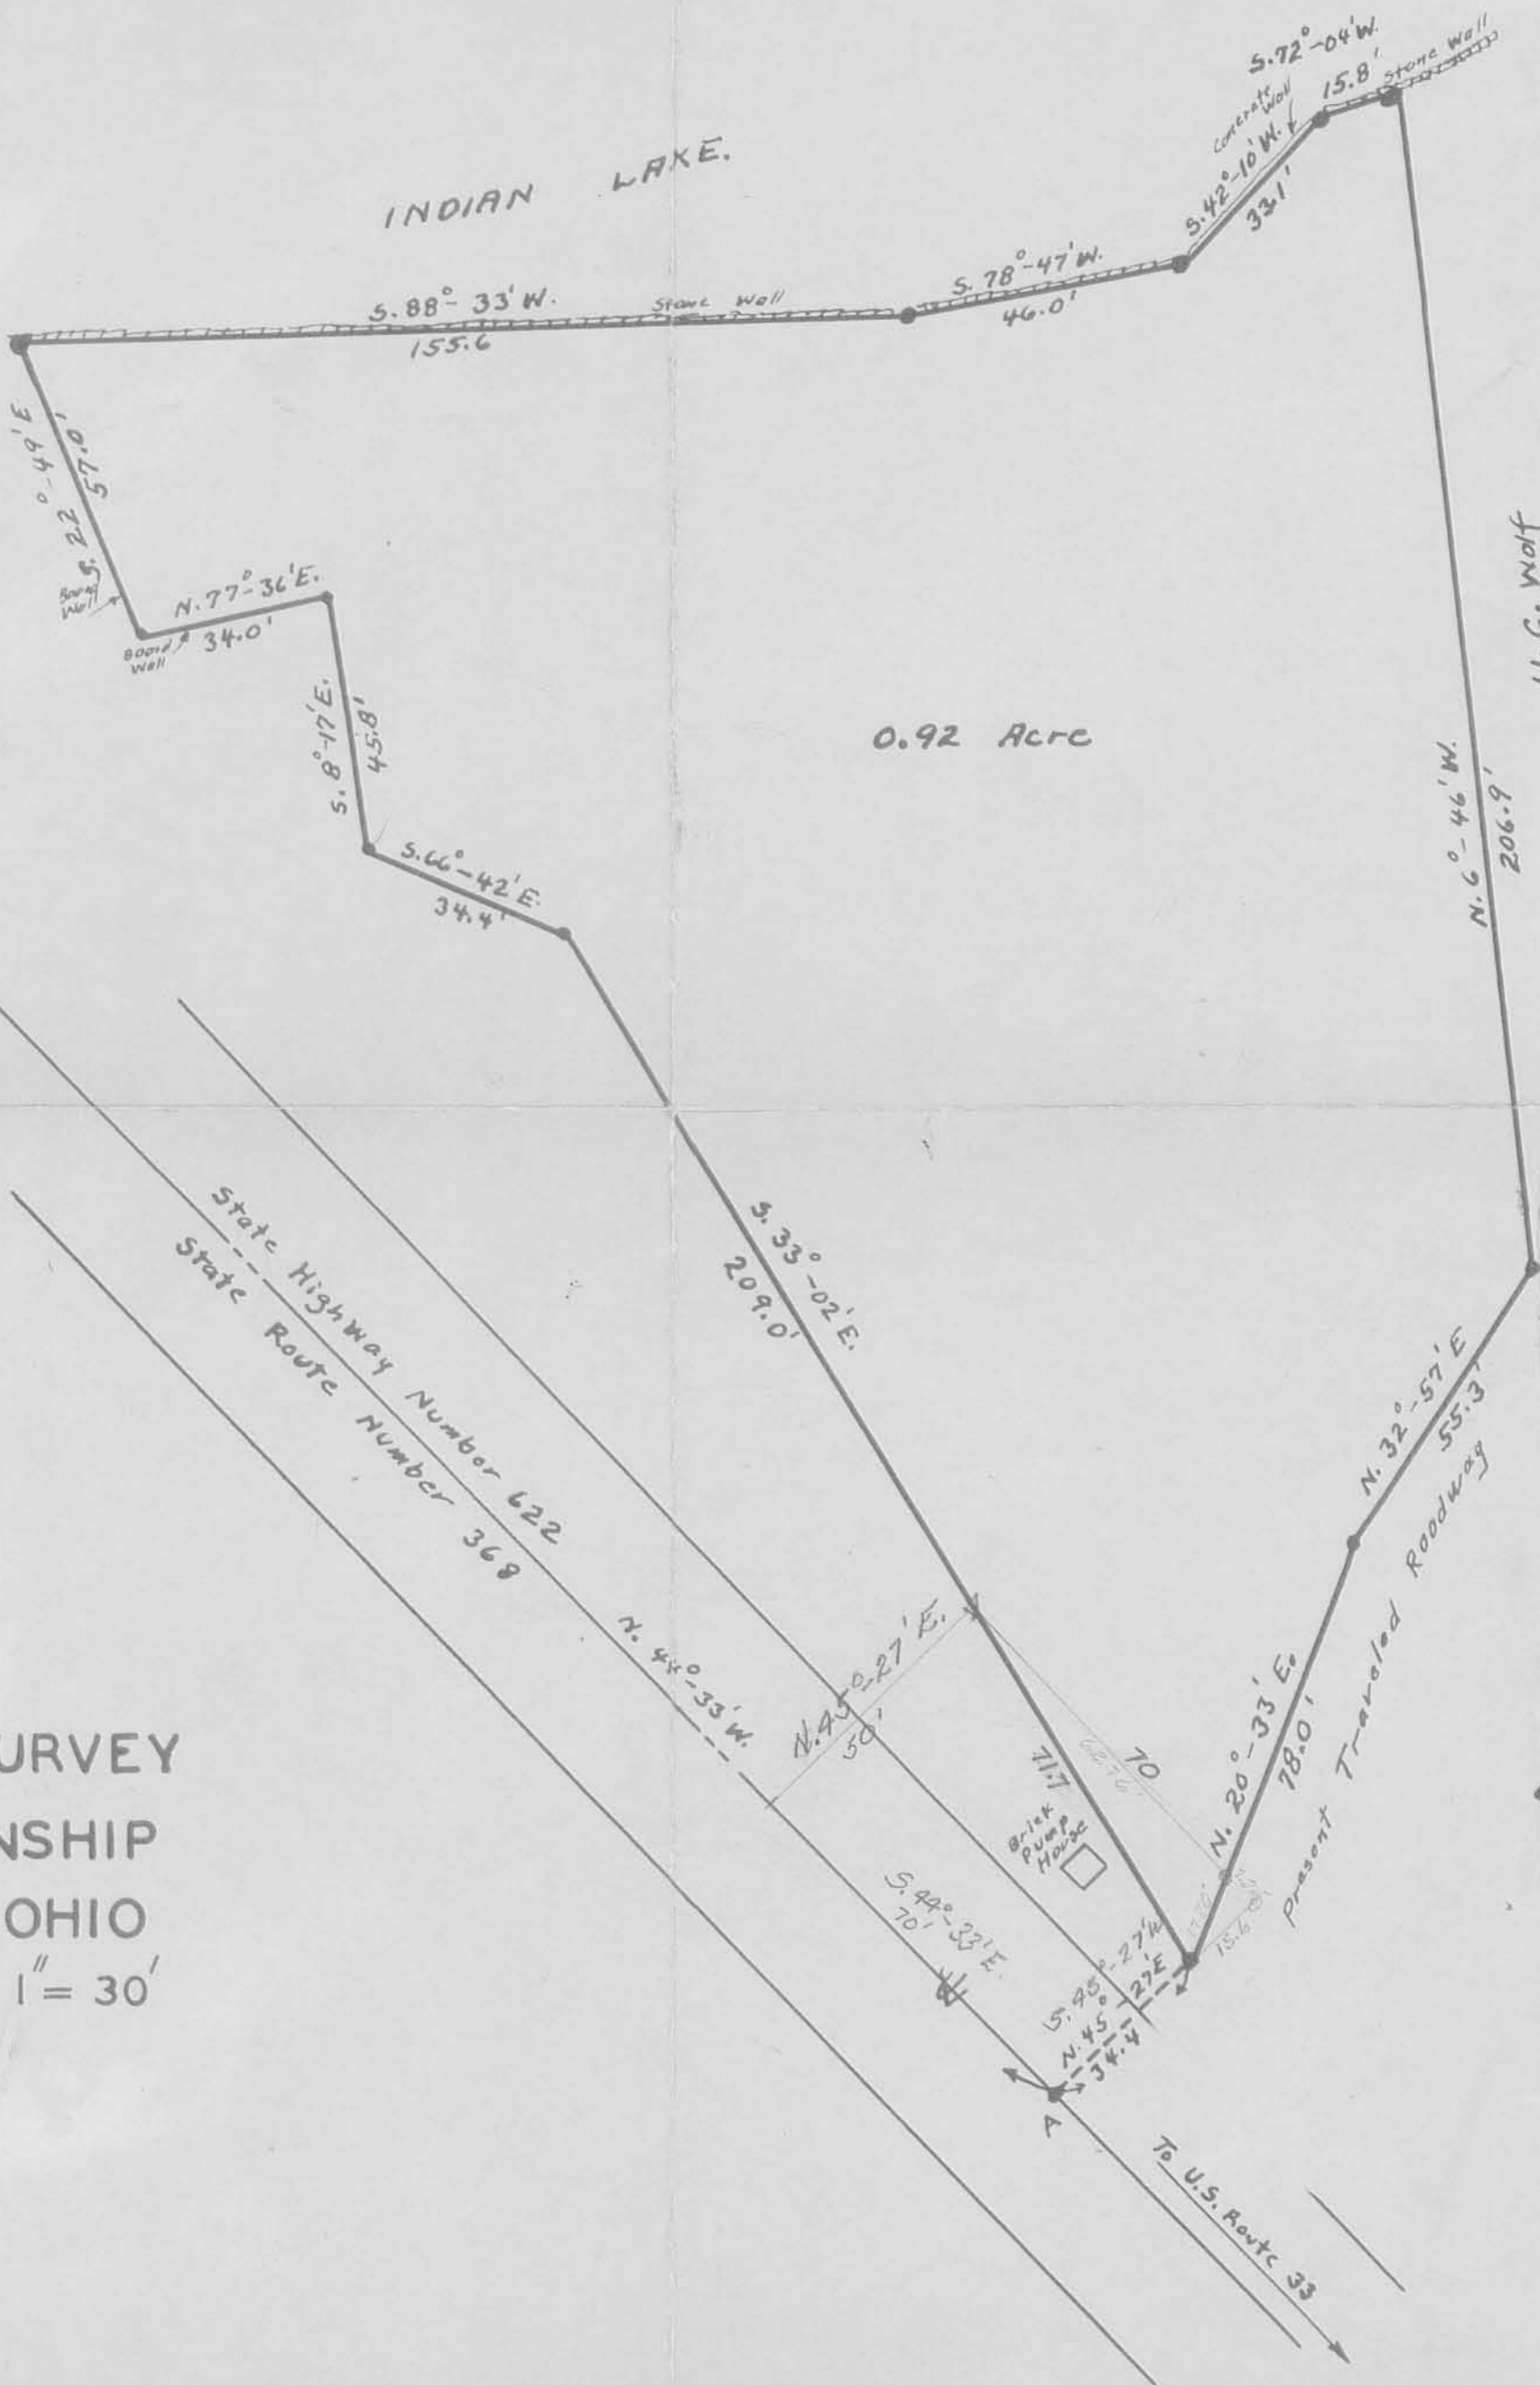 S.72°-04'W.
15.8'
Stone Wall
Concrete
Wall
S.42°-10'W.
33.1'
INDIAN LAKE.
S.88°-33'W.
Stone Wall
155.6
S.78°-47'W.
46.0'
S.22°-49'E
57.0'
Board
Wall
N.77°-36'E.
34.0'
Board
Wall
S.8°-17'E.
45.8'
S.66°-42'E.
34.4'
0.92 Acre
N.6°-46'W.
206.9'
H.C. Wolf
S.33°-02'E.
209.0'
State Highway Number 622
State Route Number 368
N.44°-33'W.
N.45°-27'E.
50'
N.32°-57'E
55.3'
N.20°-33'E.
78.0'
Present Traveled Roodway
71.7
70
Brick
Pump
House
S.44°-33'E.
70'
15.6
S.45°-27'W
N.45°-27'E
34.4
A
To U.S. Route 33
URVEY
NSHIP
OHIO
1" = 30'